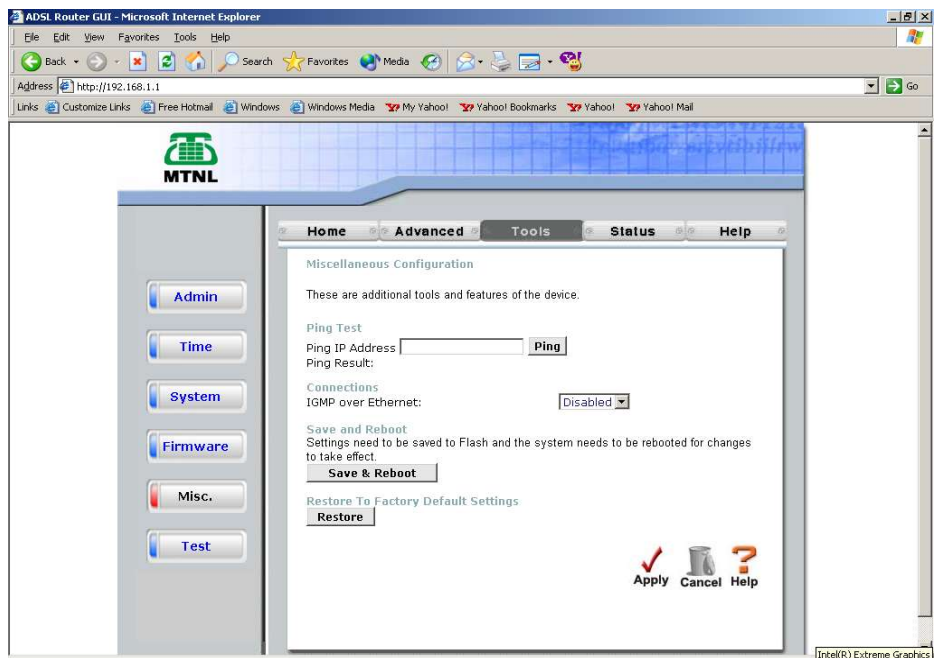 ADSL Router GUI - Microsoft Internet Explorer
File Edit View Favorites Tools Help
Back Search Favorites Media
Address http://192.168.1.1 Go
Links Customize Links Free Hotmail Windows Windows Media My Yahoo! Yahoo! Bookmarks Yahoo! Yahoo! Mail
MTNL
Home Advanced Tools Status Help
Admin
Time
System
Firmware
Misc.
Test
Miscellaneous Configuration
These are additional tools and features of the device.
Ping Test
Ping IP Address Ping
Ping Result:
Connections
IGMP over Ethernet: Disabled
Save and Reboot
Settings need to be saved to Flash and the system needs to be rebooted for changes
to take effect.
Save & Reboot
Restore To Factory Default Settings
Restore
Apply Cancel Help
Intel(R) Extreme Graphics